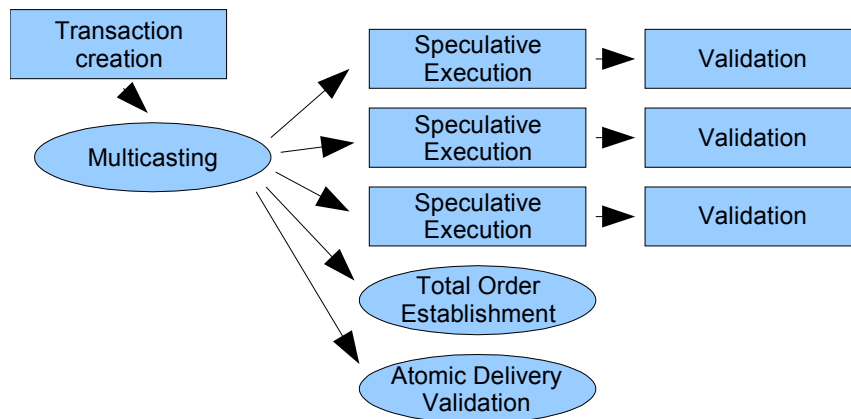 Transaction
creation
Multicasting
Speculative
Execution
Validation
Speculative
Execution
Validation
Speculative
Execution
Validation
Total Order
Establishment
Atomic Delivery
Validation